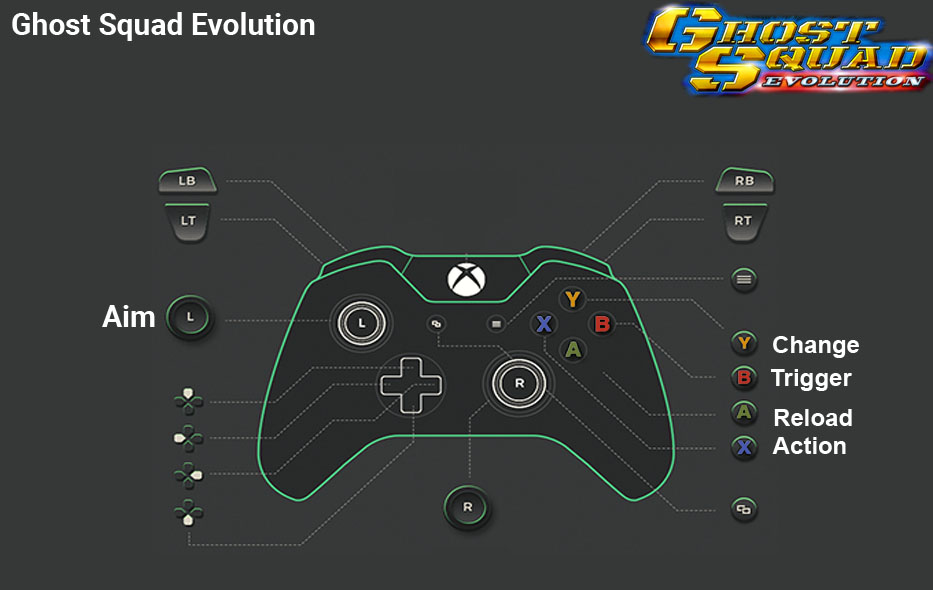 Ghost Squad Evolution
GHOST
SQUAD
EVOLUTION
LB
RB
LT
RT
Y
Aim
L
L
X
B
A
Y
Change
B
Trigger
R
A
Reload
X
Action
R